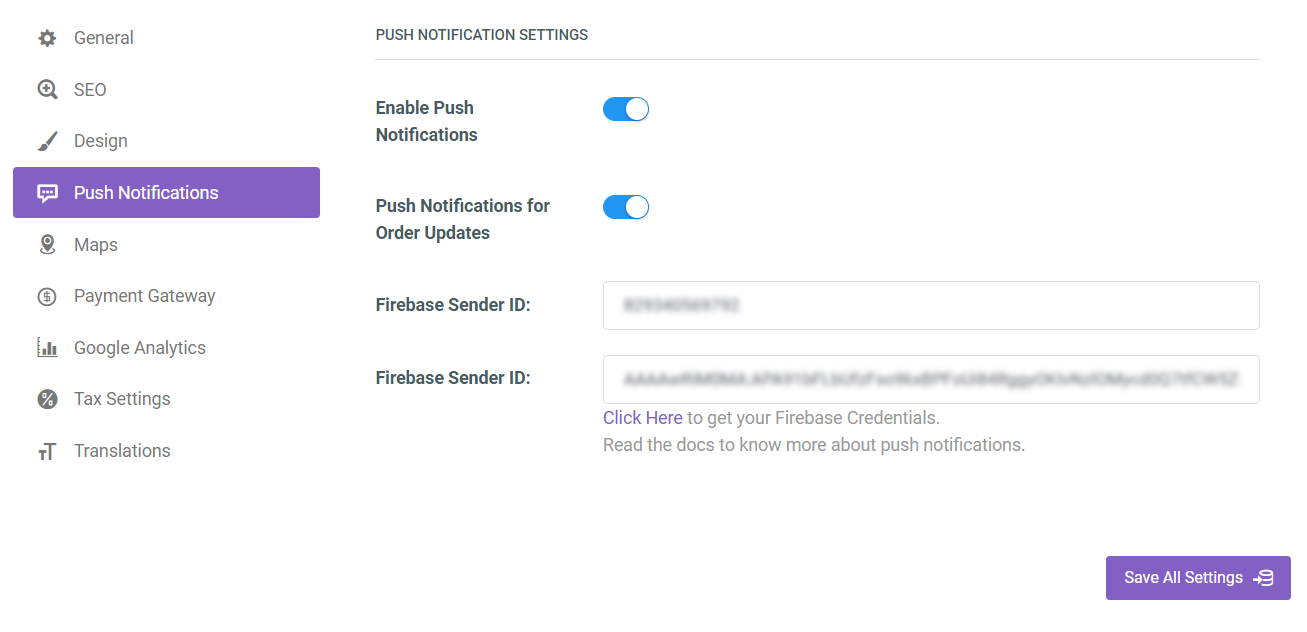 General
SEO
Design
Push Notifications
Maps
Payment Gateway
Google Analytics
Tax Settings
Translations
PUSH NOTIFICATION SETTINGS
Enable Push
Notifications
Push Notifications for
Order Updates
Firebase Sender ID:
Firebase Sender ID:
Click Here to get your Firebase Credentials.
Read the docs to know more about push notifications.
Save All Settings